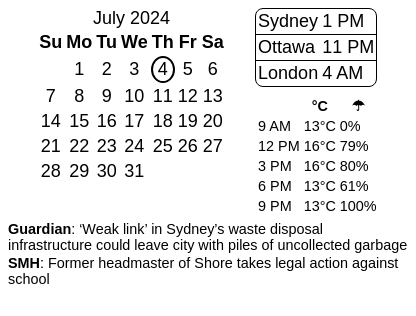 July 2024
Su Mo Tu We Th Fr Sa
1 2 3 4 5 6
7 8 9 10 11 12 13
14 15 16 17 18 19 20
21 22 23 24 25 26 27
28 29 30 31
Sydney 1 PM
Ottawa 11 PM
London 4 AM
°C ☂
9 AM 13°C 0%
12 PM 16°C 79%
3 PM 16°C 80%
6 PM 13°C 61%
9 PM 13°C 100%
Guardian: ‘Weak link’ in Sydney’s waste disposal
infrastructure could leave city with piles of uncollected garbage
SMH: Former headmaster of Shore takes legal action against
school